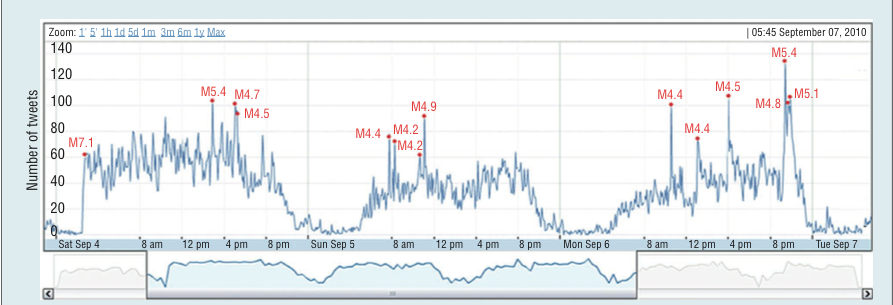 Zoom: 1' 5' 1h 1d 5d 1m 3m 6m 1y Max
| 05:45 September 07, 2010
Number of tweets
140
120
100
80
60
40
20
0
M7.1
M5.4
M4.7
M4.5
M4.4
M4.2
M4.2
M4.9
M4.4
M4.4
M4.5
M5.4
M4.8
M5.1
Sat Sep 4 8 am 12 pm 4 pm 8 pm Sun Sep 5 8 am 12 pm 4 pm 8 pm Mon Sep 6 8 am 12 pm 4 pm 8 pm Tue Sep 7